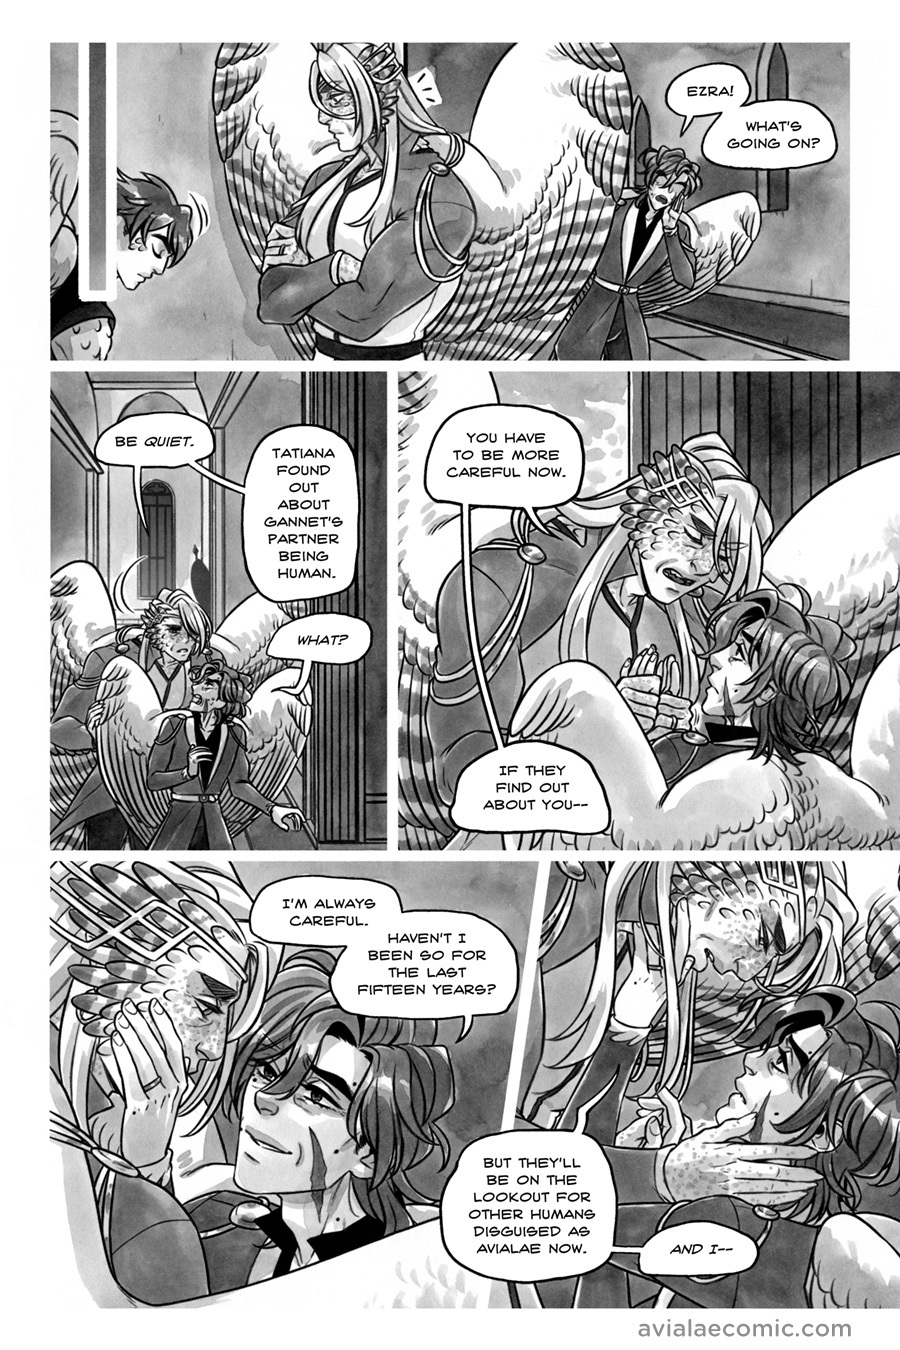 EZRA!
WHAT'S
GOING ON?
BE QUIET.
TATIANA
FOUND
OUT
ABOUT
GANNET'S
PARTNER
BEING
HUMAN.
WHAT?
YOU HAVE
TO BE MORE
CAREFUL NOW.
IF THEY
FIND OUT
ABOUT YOU--
I'M ALWAYS
CAREFUL.
HAVEN'T I
BEEN SO FOR
THE LAST
FIFTEEN YEARS?
BUT THEY'LL
BE ON THE
LOOKOUT FOR
OTHER HUMANS
DISGUISED AS
AVIALAE NOW.
AND I--
avialaecomic.com